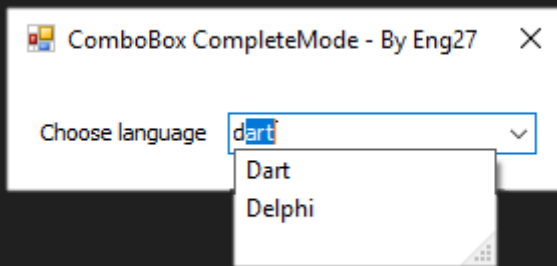 ComboBox CompleteMode - By Eng27
Choose language dart
Dart
Delphi